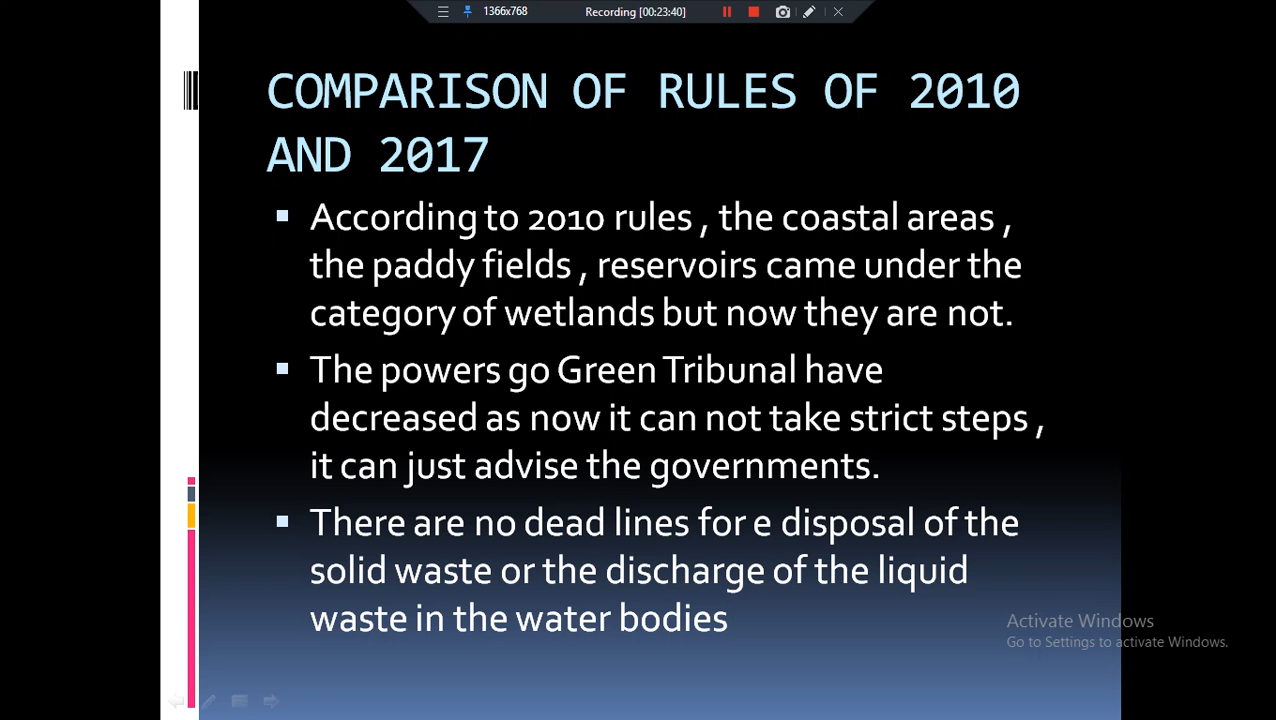 1366x768 Recording [00:23:40]
COMPARISON OF RULES OF 2010
AND 2017
▪ According to 2010 rules , the coastal areas ,
the paddy fields , reservoirs came under the
category of wetlands but now they are not.
▪ The powers go Green Tribunal have
decreased as now it can not take strict steps ,
it can just advise the governments.
▪ There are no dead lines for e disposal of the
solid waste or the discharge of the liquid
waste in the water bodies
Activate Windows
Go to Settings to activate Windows.